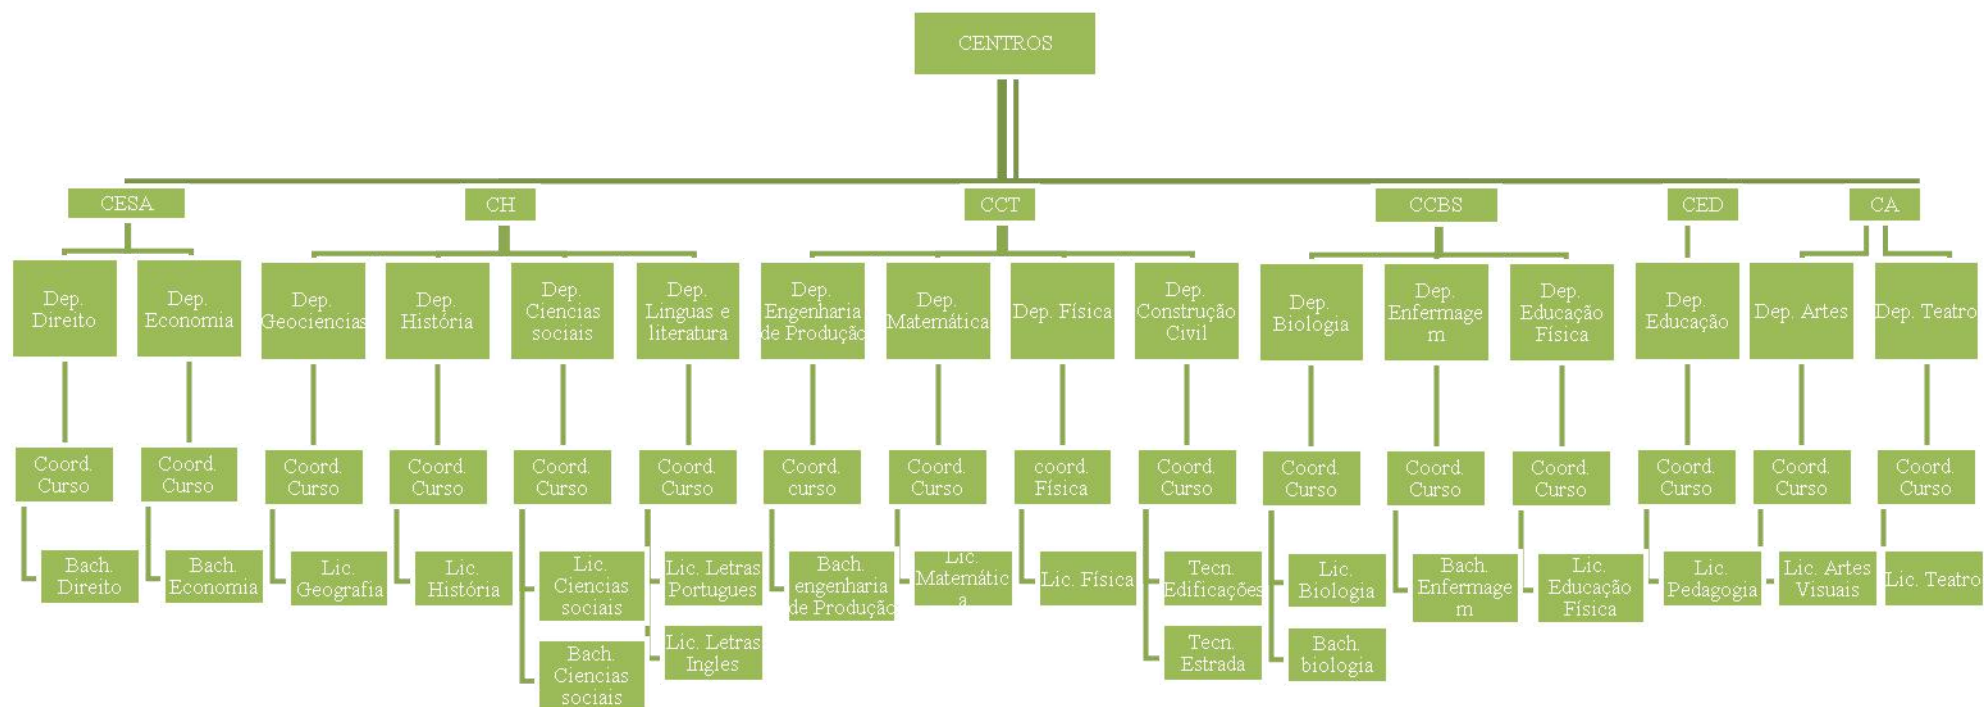 CENTROS
CESA
CH
CCT
CCBS
CED
CA
Dep.
Direito
Dep.
Economia
Dep.
Geociencias
Dep.
História
Dep.
Ciencias
sociais
Dep.
Linguas e
literatura
Dep.
Engenharia
de Produção
Dep.
Matemática
Dep. Física
Dep.
Construção
Civil
Dep.
Biologia
Dep.
Enfermage
m
Dep.
Educação
Física
Dep.
Educação
Dep. Artes
Dep. Teatro
Coord.
Curso
Coord.
Curso
Coord.
Curso
Coord.
Curso
Coord.
Curso
Coord.
Curso
Coord.
curso
Coord.
Curso
coord.
Física
Coord.
Curso
Coord.
Curso
Coord.
Curso
Coord.
Curso
Coord.
Curso
Coord.
Curso
Coord.
Curso
Bach.
Direito
Bach.
Economia
Lic.
Geografia
Lic.
História
Lic.
Ciencias
sociais
Lic. Letras
Portugues
Bach.
engenharia
de Produção
Lic.
Matemátic
a
Lic. Física
Tecn.
Edificações
Lic.
Biologia
Bach.
Enfermage
m
Lic.
Educação
Física
Lic.
Pedagogia
Lic. Artes
Visuais
Lic. Teatro
Bach.
Ciencias
sociais
Lic. Letras
Ingles
Tecn.
Estrada
Bach.
biologia